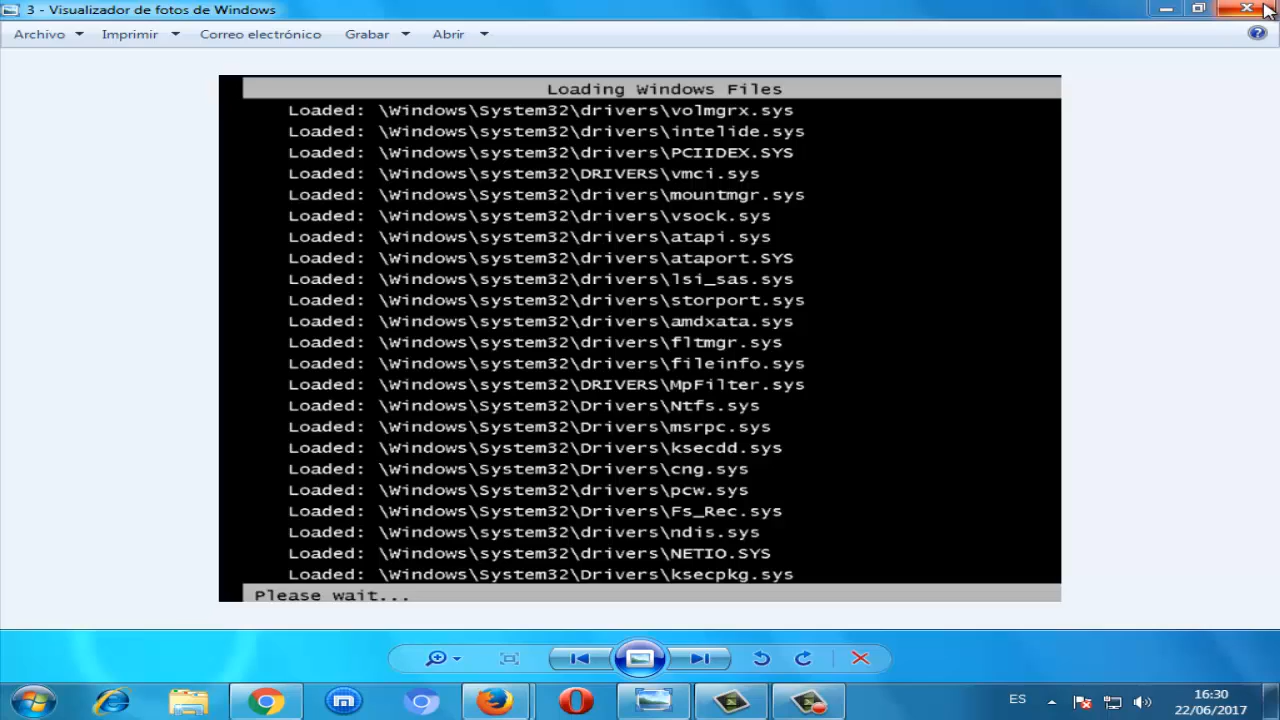 3 - Visualizador de fotos de Windows
Archivo Imprimir Correo electrónico Grabar Abrir
Loading Windows Files
Loaded: \Windows\System32\drivers\volmgrx.sys
Loaded: \Windows\system32\drivers\intelide.sys
Loaded: \Windows\system32\drivers\PCIIDEX.SYS
Loaded: \Windows\system32\DRIVERS\vmci.sys
Loaded: \Windows\System32\drivers\mountmgr.sys
Loaded: \Windows\system32\drivers\vsock.sys
Loaded: \Windows\system32\drivers\atapi.sys
Loaded: \Windows\system32\drivers\ataport.SYS
Loaded: \Windows\system32\drivers\lsi_sas.sys
Loaded: \Windows\system32\drivers\storport.sys
Loaded: \Windows\system32\drivers\amdxata.sys
Loaded: \Windows\system32\drivers\fltmgr.sys
Loaded: \Windows\system32\drivers\fileinfo.sys
Loaded: \Windows\system32\DRIVERS\MpFilter.sys
Loaded: \Windows\System32\Drivers\Ntfs.sys
Loaded: \Windows\System32\Drivers\msrpc.sys
Loaded: \Windows\System32\Drivers\ksecdd.sys
Loaded: \Windows\System32\Drivers\cng.sys
Loaded: \Windows\System32\drivers\pcw.sys
Loaded: \Windows\System32\Drivers\Fs_Rec.sys
Loaded: \Windows\system32\drivers\ndis.sys
Loaded: \Windows\system32\drivers\NETIO.SYS
Loaded: \Windows\System32\Drivers\ksecpkg.sys
Please wait...
ES
16:30
22/06/2017